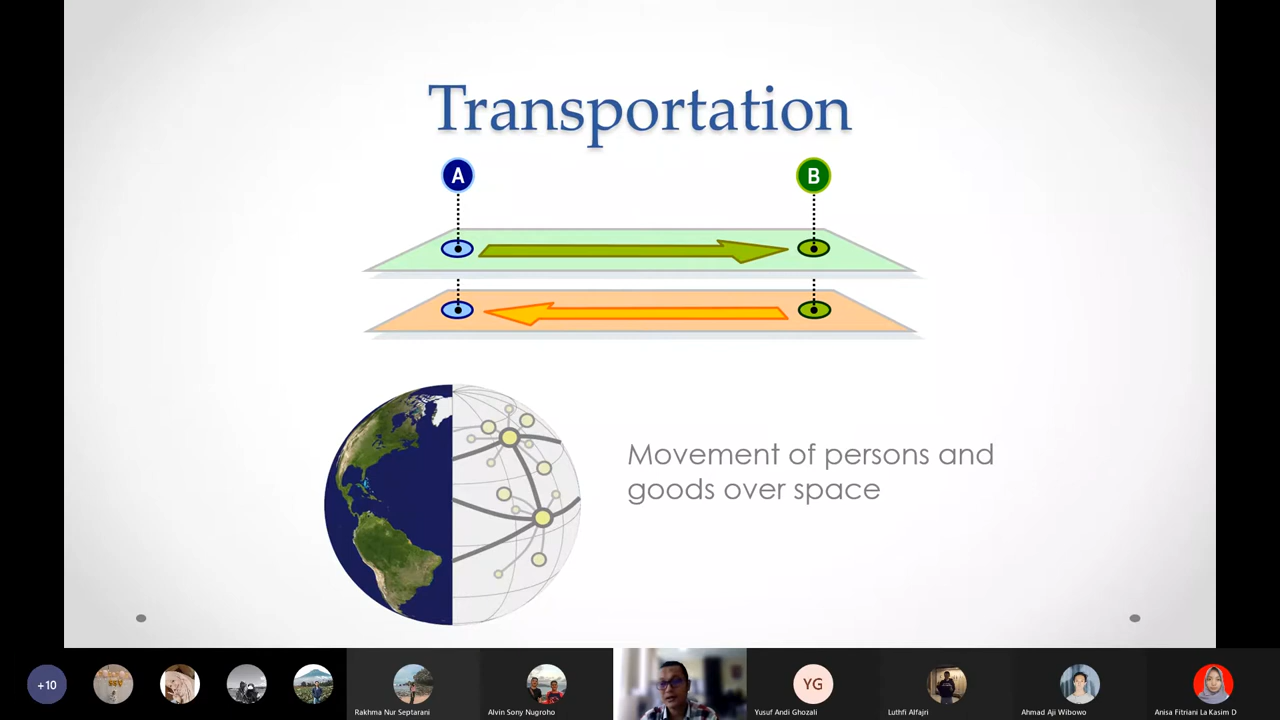 Transportation
A
B
Movement of persons and
goods over space
+10
Rakhma Nur Septarani
Alvin Sony Nugroho
YG
Yusuf Andi Ghozali
Luthfi Alfajri
Ahmad Aji Wibowo
Anisa Fitriani La Kasim D